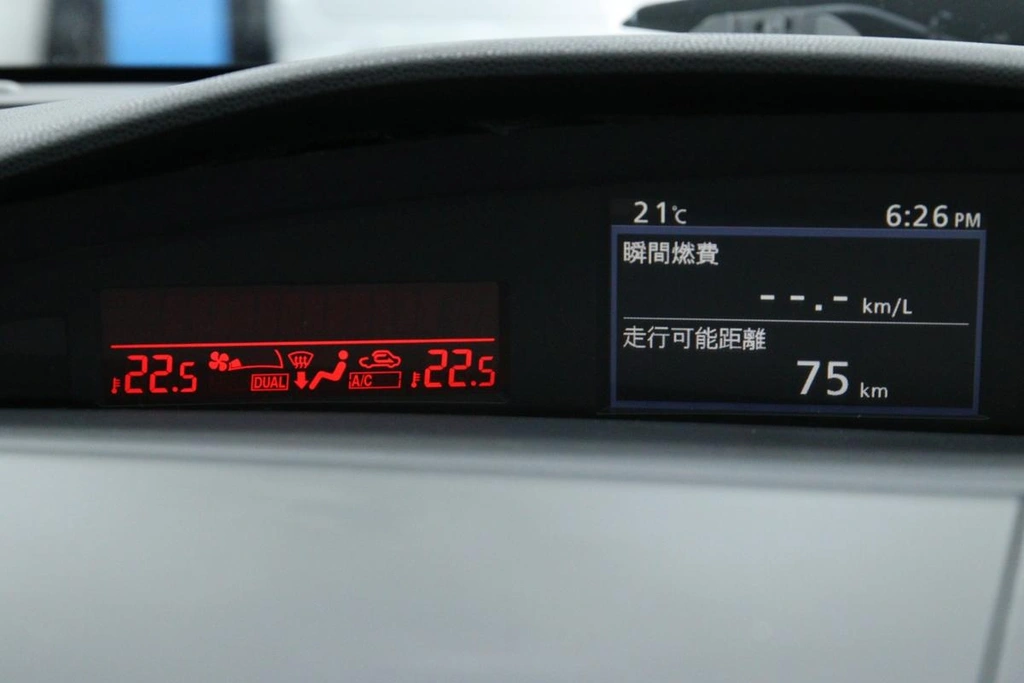 21℃ 6:26 PM
瞬間燃費
--.- km/L
走行可能距離
75 km
22.5 DUAL A/C 22.5